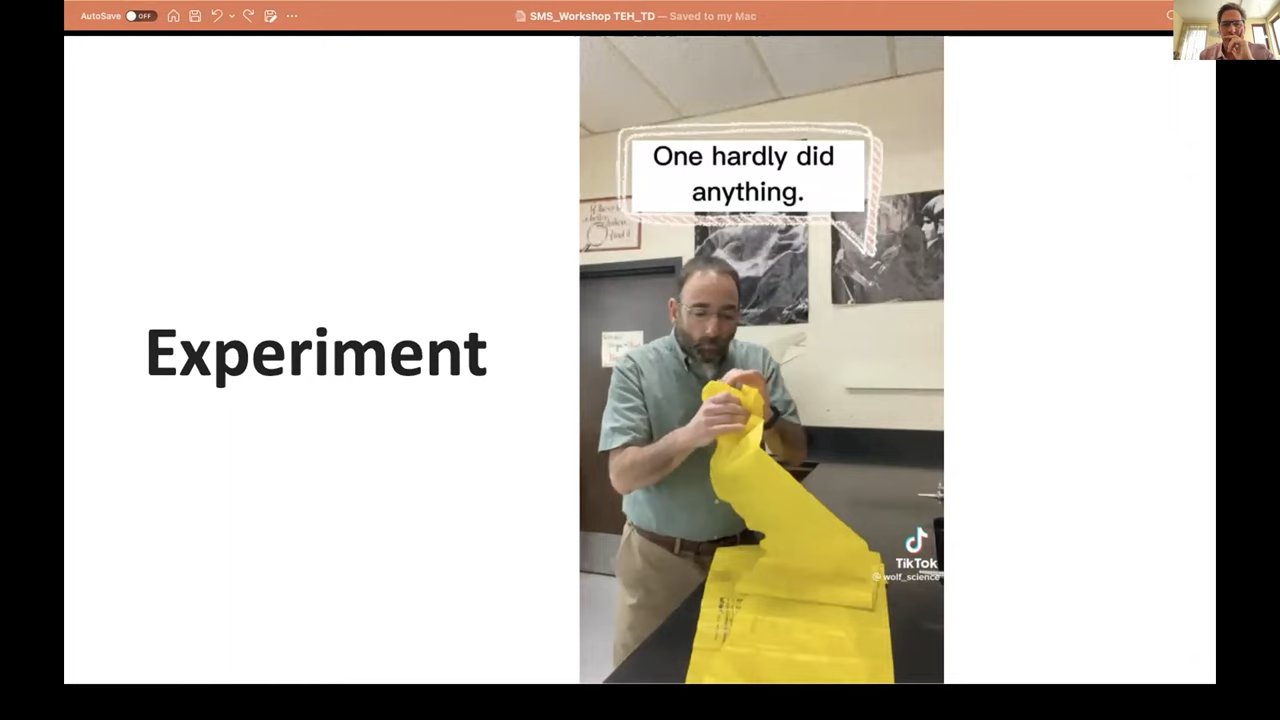 AutoSave OFF
SMS_Workshop TEH_TD — Saved to my Mac
One hardly did
anything.
Experiment
TikTok
@wolf_science